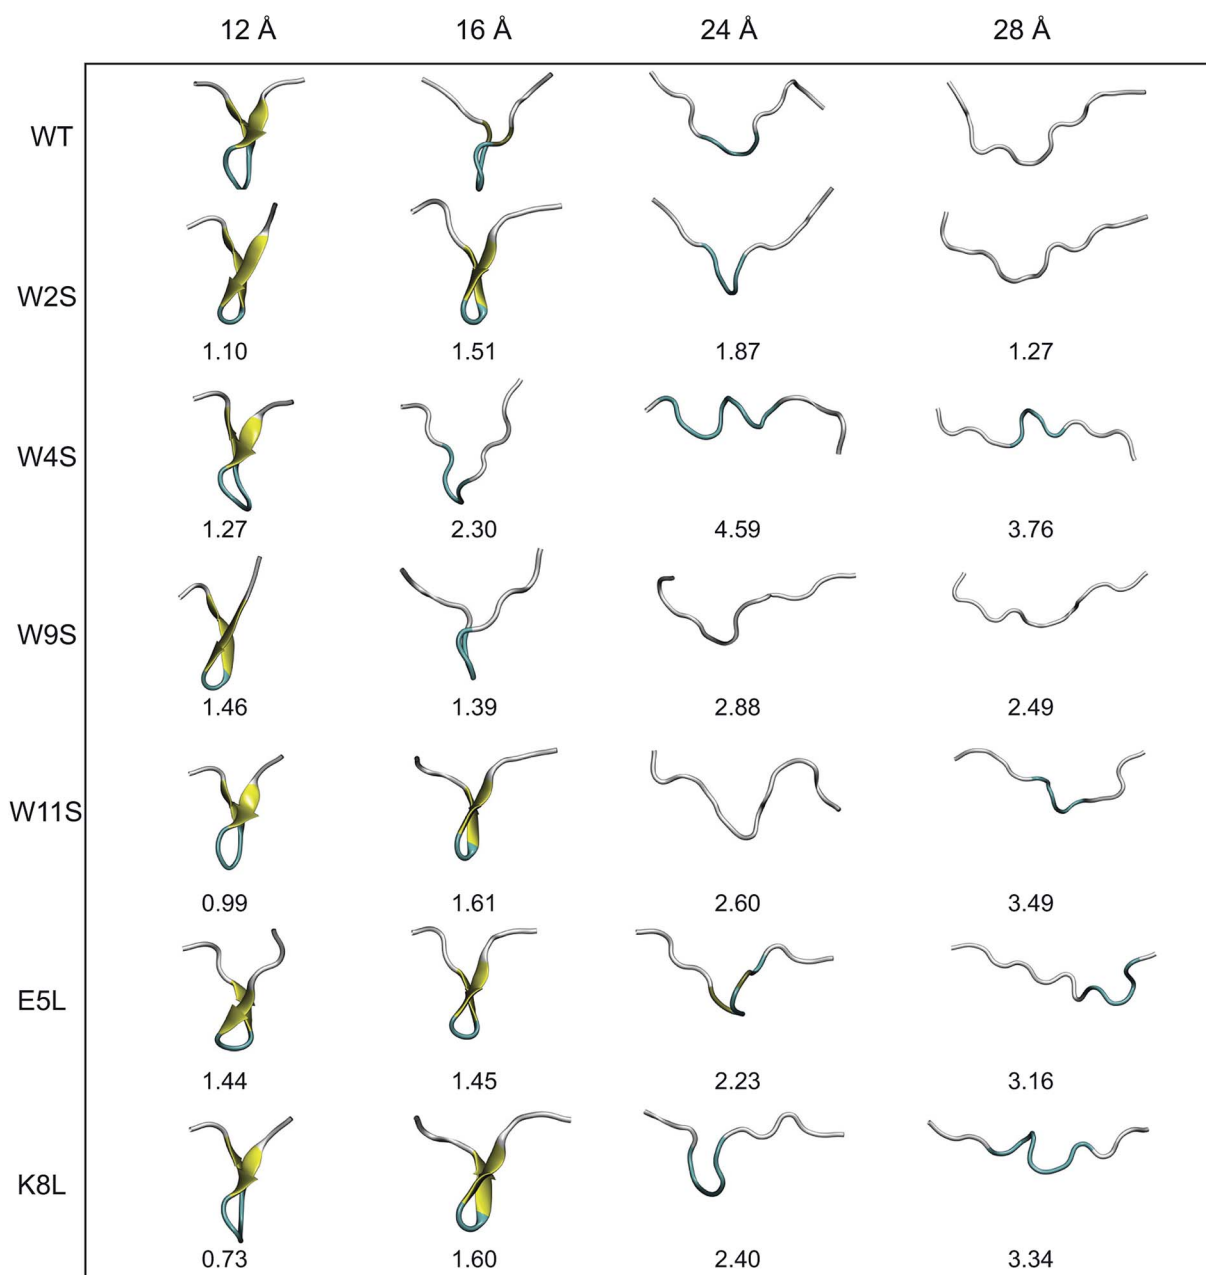 12 Å 16 Å 24 Å 28 Å
WT
W2S
1.10 1.51 1.87 1.27
W4S
1.27 2.30 4.59 3.76
W9S
1.46 1.39 2.88 2.49
W11S
0.99 1.61 2.60 3.49
E5L
1.44 1.45 2.23 3.16
K8L
0.73 1.60 2.40 3.34